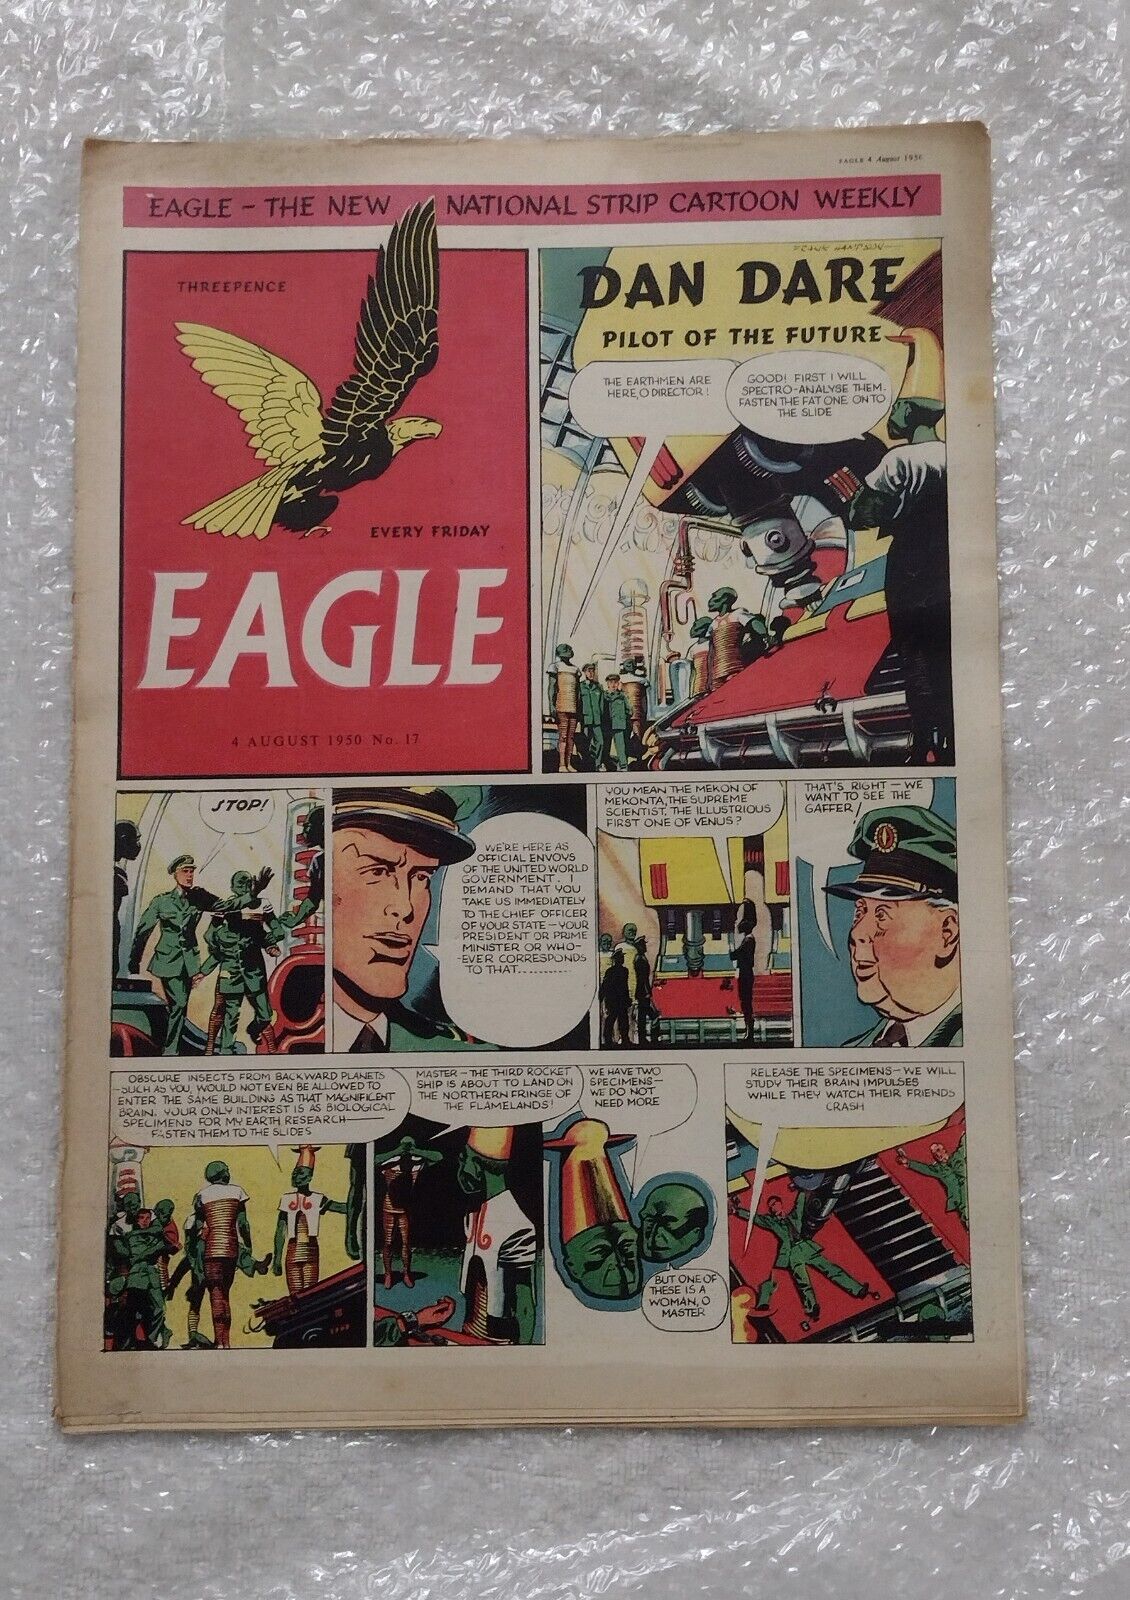 EAGLE 4 August 1950
EAGLE – THE NEW NATIONAL STRIP CARTOON WEEKLY
THREEPENCE
EVERY FRIDAY
EAGLE
4 AUGUST 1950 No. 17
FRANK HAMPSON
DAN DARE
PILOT OF THE FUTURE
THE EARTHMEN ARE
HERE, O DIRECTOR!
GOOD! FIRST I WILL
SPECTRO-ANALYSE THEM.
FASTEN THE FAT ONE ON TO
THE SLIDE
STOP!
WE'RE HERE AS
OFFICIAL ENVOYS
OF THE UNITED WORLD
GOVERNMENT. I
DEMAND THAT YOU
TAKE US IMMEDIATELY
TO THE CHIEF OFFICER
OF YOUR STATE – YOUR
PRESIDENT OR PRIME
MINISTER OR WHO-
-EVER CORRESPONDS
TO THAT..........
YOU MEAN THE MEKON OF
MEKONTA, THE SUPREME
SCIENTIST, THE ILLUSTRIOUS
FIRST ONE OF VENUS?
THAT'S RIGHT – WE
WANT TO SEE THE
GAFFER!
OBSCURE INSECTS FROM BACKWARD PLANETS
–SUCH AS YOU, WOULD NOT EVEN BE ALLOWED TO
ENTER THE SAME BUILDING AS THAT MAGNIFICENT
BRAIN. YOUR ONLY INTEREST IS AS BIOLOGICAL
SPECIMENS FOR MY EARTH RESEARCH—
FASTEN THEM TO THE SLIDES
MASTER – THE THIRD ROCKET
SHIP IS ABOUT TO LAND ON
THE NORTHERN FRINGE OF
THE FLAMELANDS!
WE HAVE TWO
SPECIMENS—
WE DO NOT
NEED MORE
BUT ONE OF
THESE IS A
WOMAN, O
MASTER
RELEASE THE SPECIMENS – WE WILL
STUDY THEIR BRAIN IMPULSES
WHILE THEY WATCH THEIR FRIENDS
CRASH